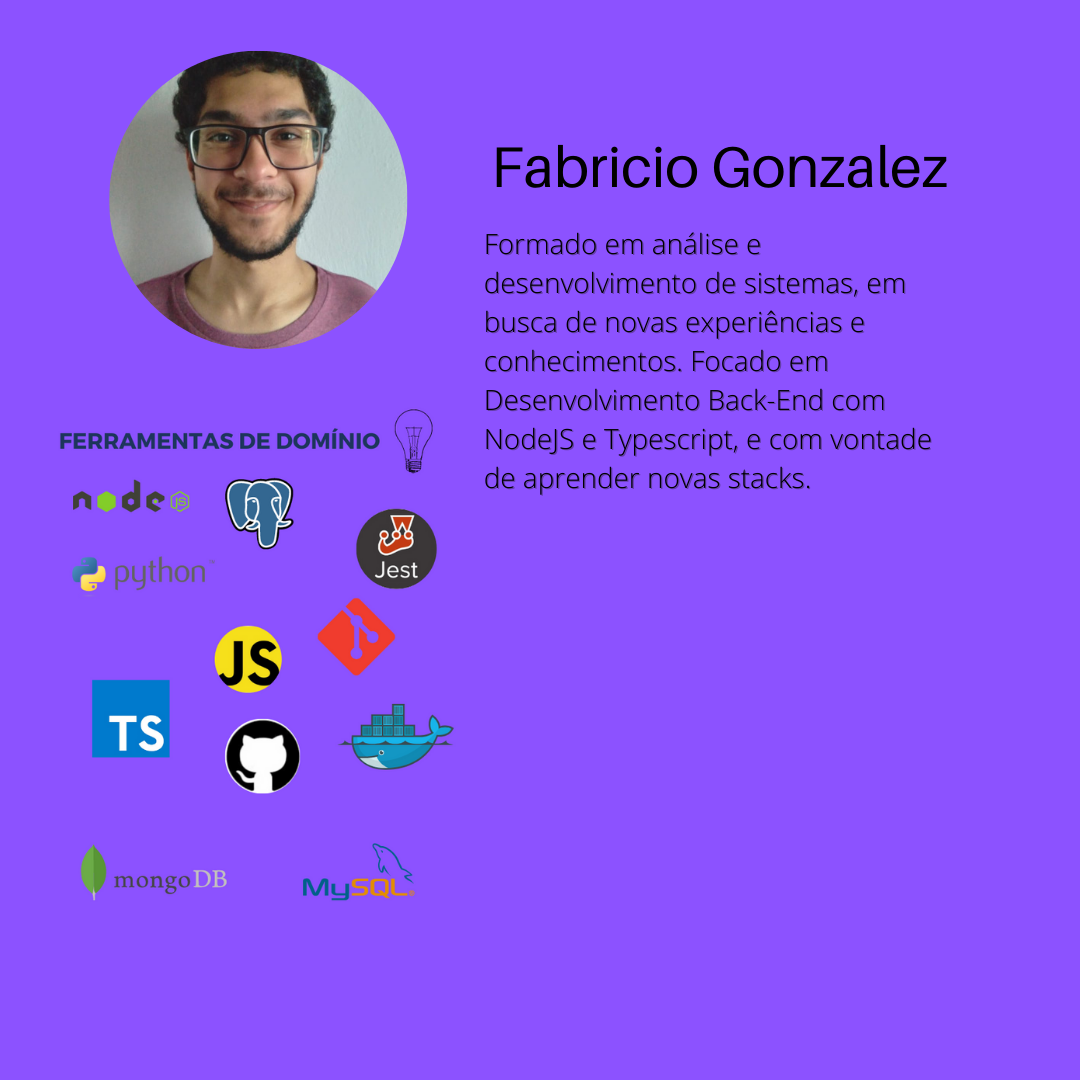 Fabricio Gonzalez
Formado em análise e
desenvolvimento de sistemas, em
busca de novas experiências e
conhecimentos. Focado em
Desenvolvimento Back-End com
NodeJS e Typescript, e com vontade
de aprender novas stacks.
FERRAMENTAS DE DOMÍNIO
node JS
Jest
python
JS
TS
mongoDB
MySQL®